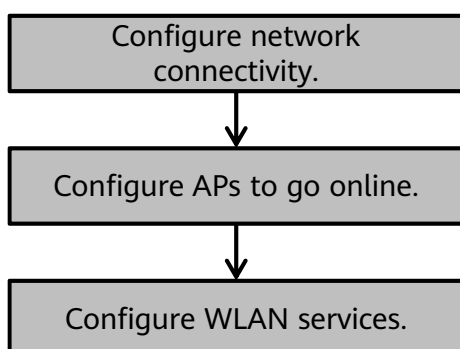 Configure network
connectivity.
Configure APs to go online.
Configure WLAN services.